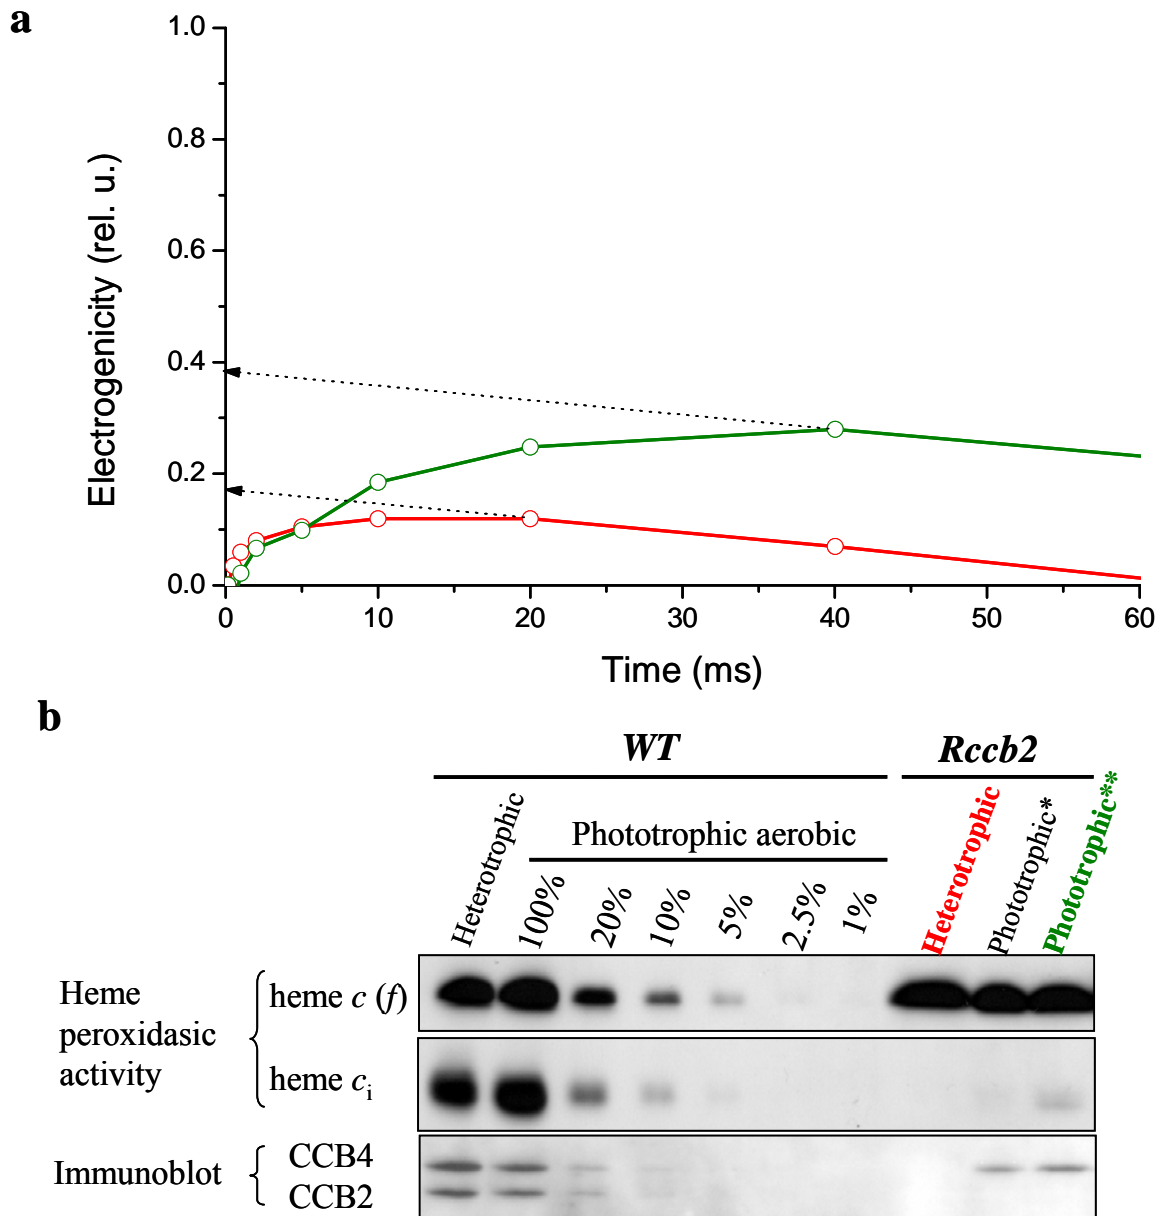 a
1.0
0.8
0.6
0.4
0.2
0.0
Electrogenicity (rel. u.)
0 10 20 30 40 50 60
Time (ms)
b
WT Rccb2
Heterotrophic
Phototrophic aerobic
100% 20% 10% 5% 2.5% 1%
Heterotrophic Phototrophic* Phototrophic**
Heme peroxidasic activity
heme c (f)
heme ci
Immunoblot
CCB4
CCB2